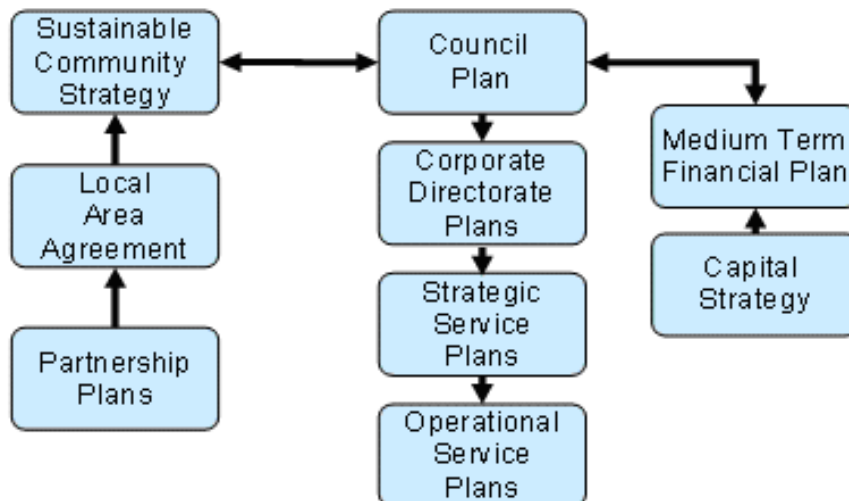 Sustainable
Community
Strategy
Council
Plan
Medium Term
Financial Plan
Corporate
Directorate
Plans
Local
Area
Agreement
Capital
Strategy
Strategic
Service
Plans
Partnership
Plans
Operational
Service
Plans